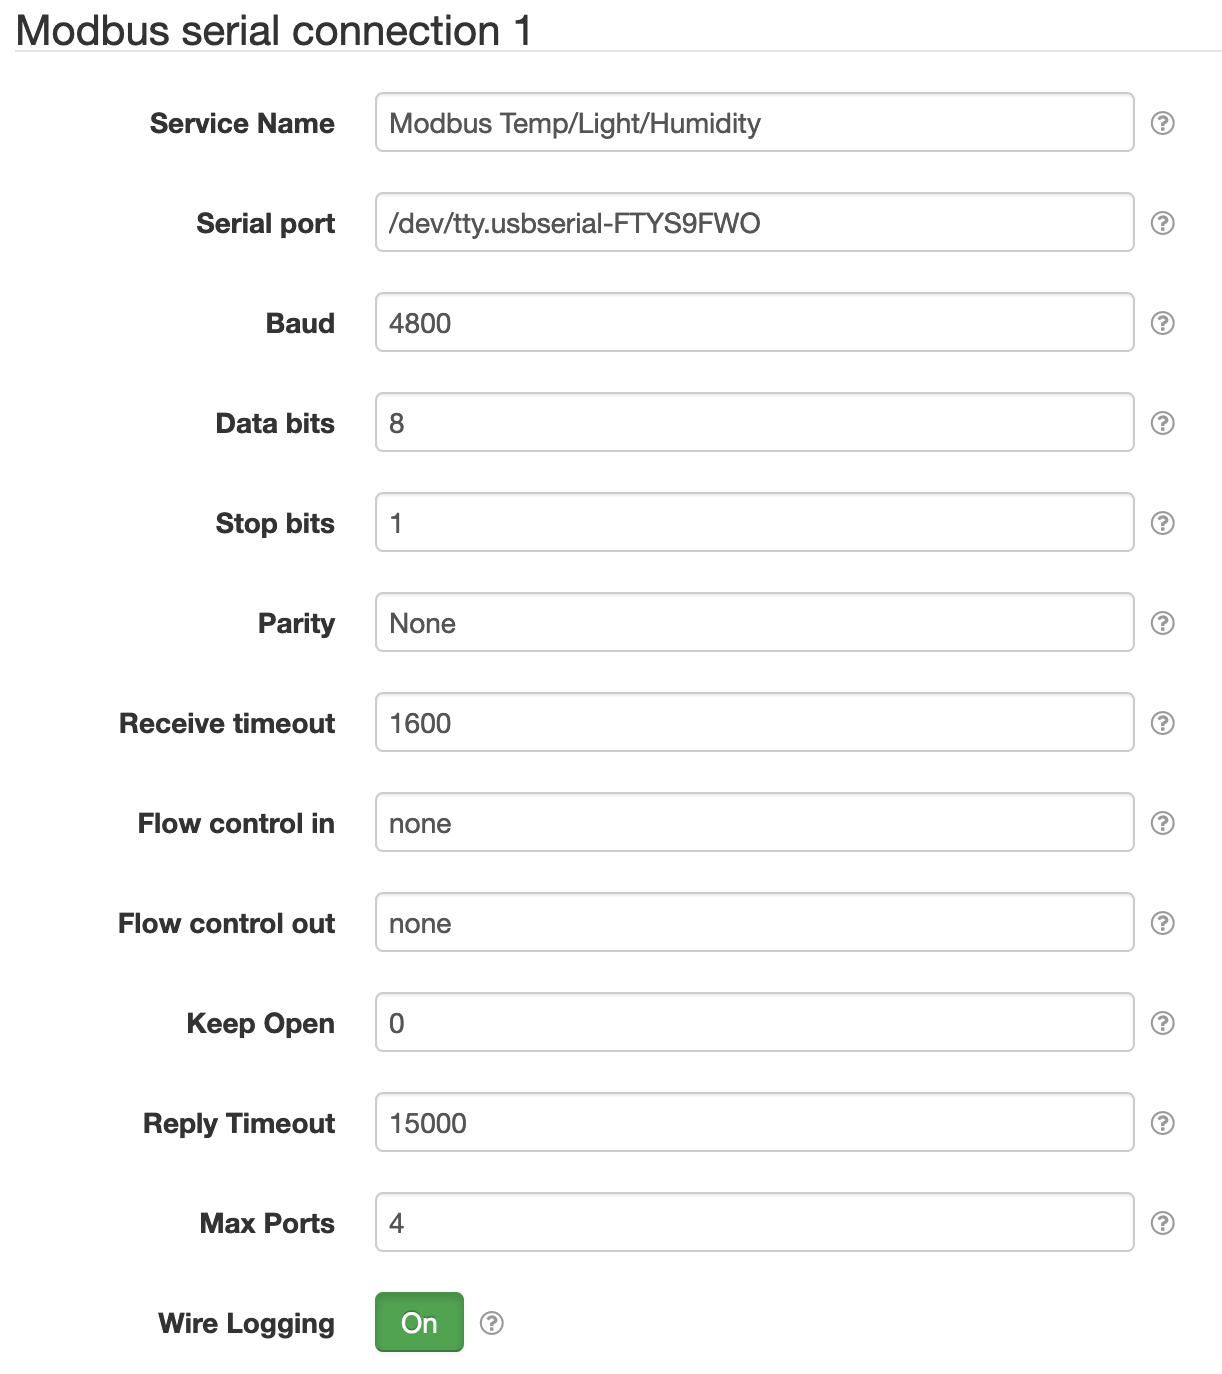 Modbus serial connection 1
Service Name Modbus Temp/Light/Humidity ?
Serial port /dev/tty.usbserial-FTYS9FWO ?
Baud 4800 ?
Data bits 8 ?
Stop bits 1 ?
Parity None ?
Receive timeout 1600 ?
Flow control in none ?
Flow control out none ?
Keep Open 0 ?
Reply Timeout 15000 ?
Max Ports 4 ?
Wire Logging On ?